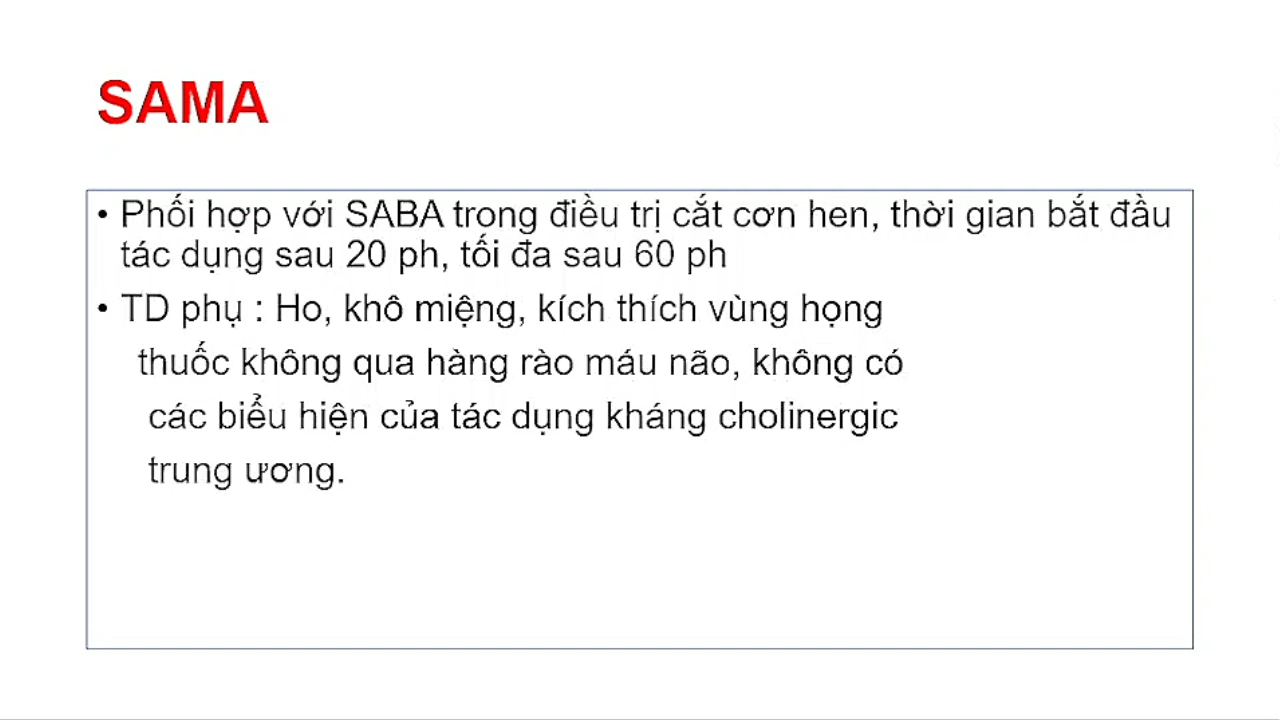 SAMA
• Phối hợp với SABA trong điều trị cắt cơn hen, thời gian bắt đầu
tác dụng sau 20 ph, tối đa sau 60 ph
• TD phụ : Ho, khô miệng, kích thích vùng họng
thuốc không qua hàng rào máu não, không có
các biểu hiện của tác dụng kháng cholinergic
trung ương.